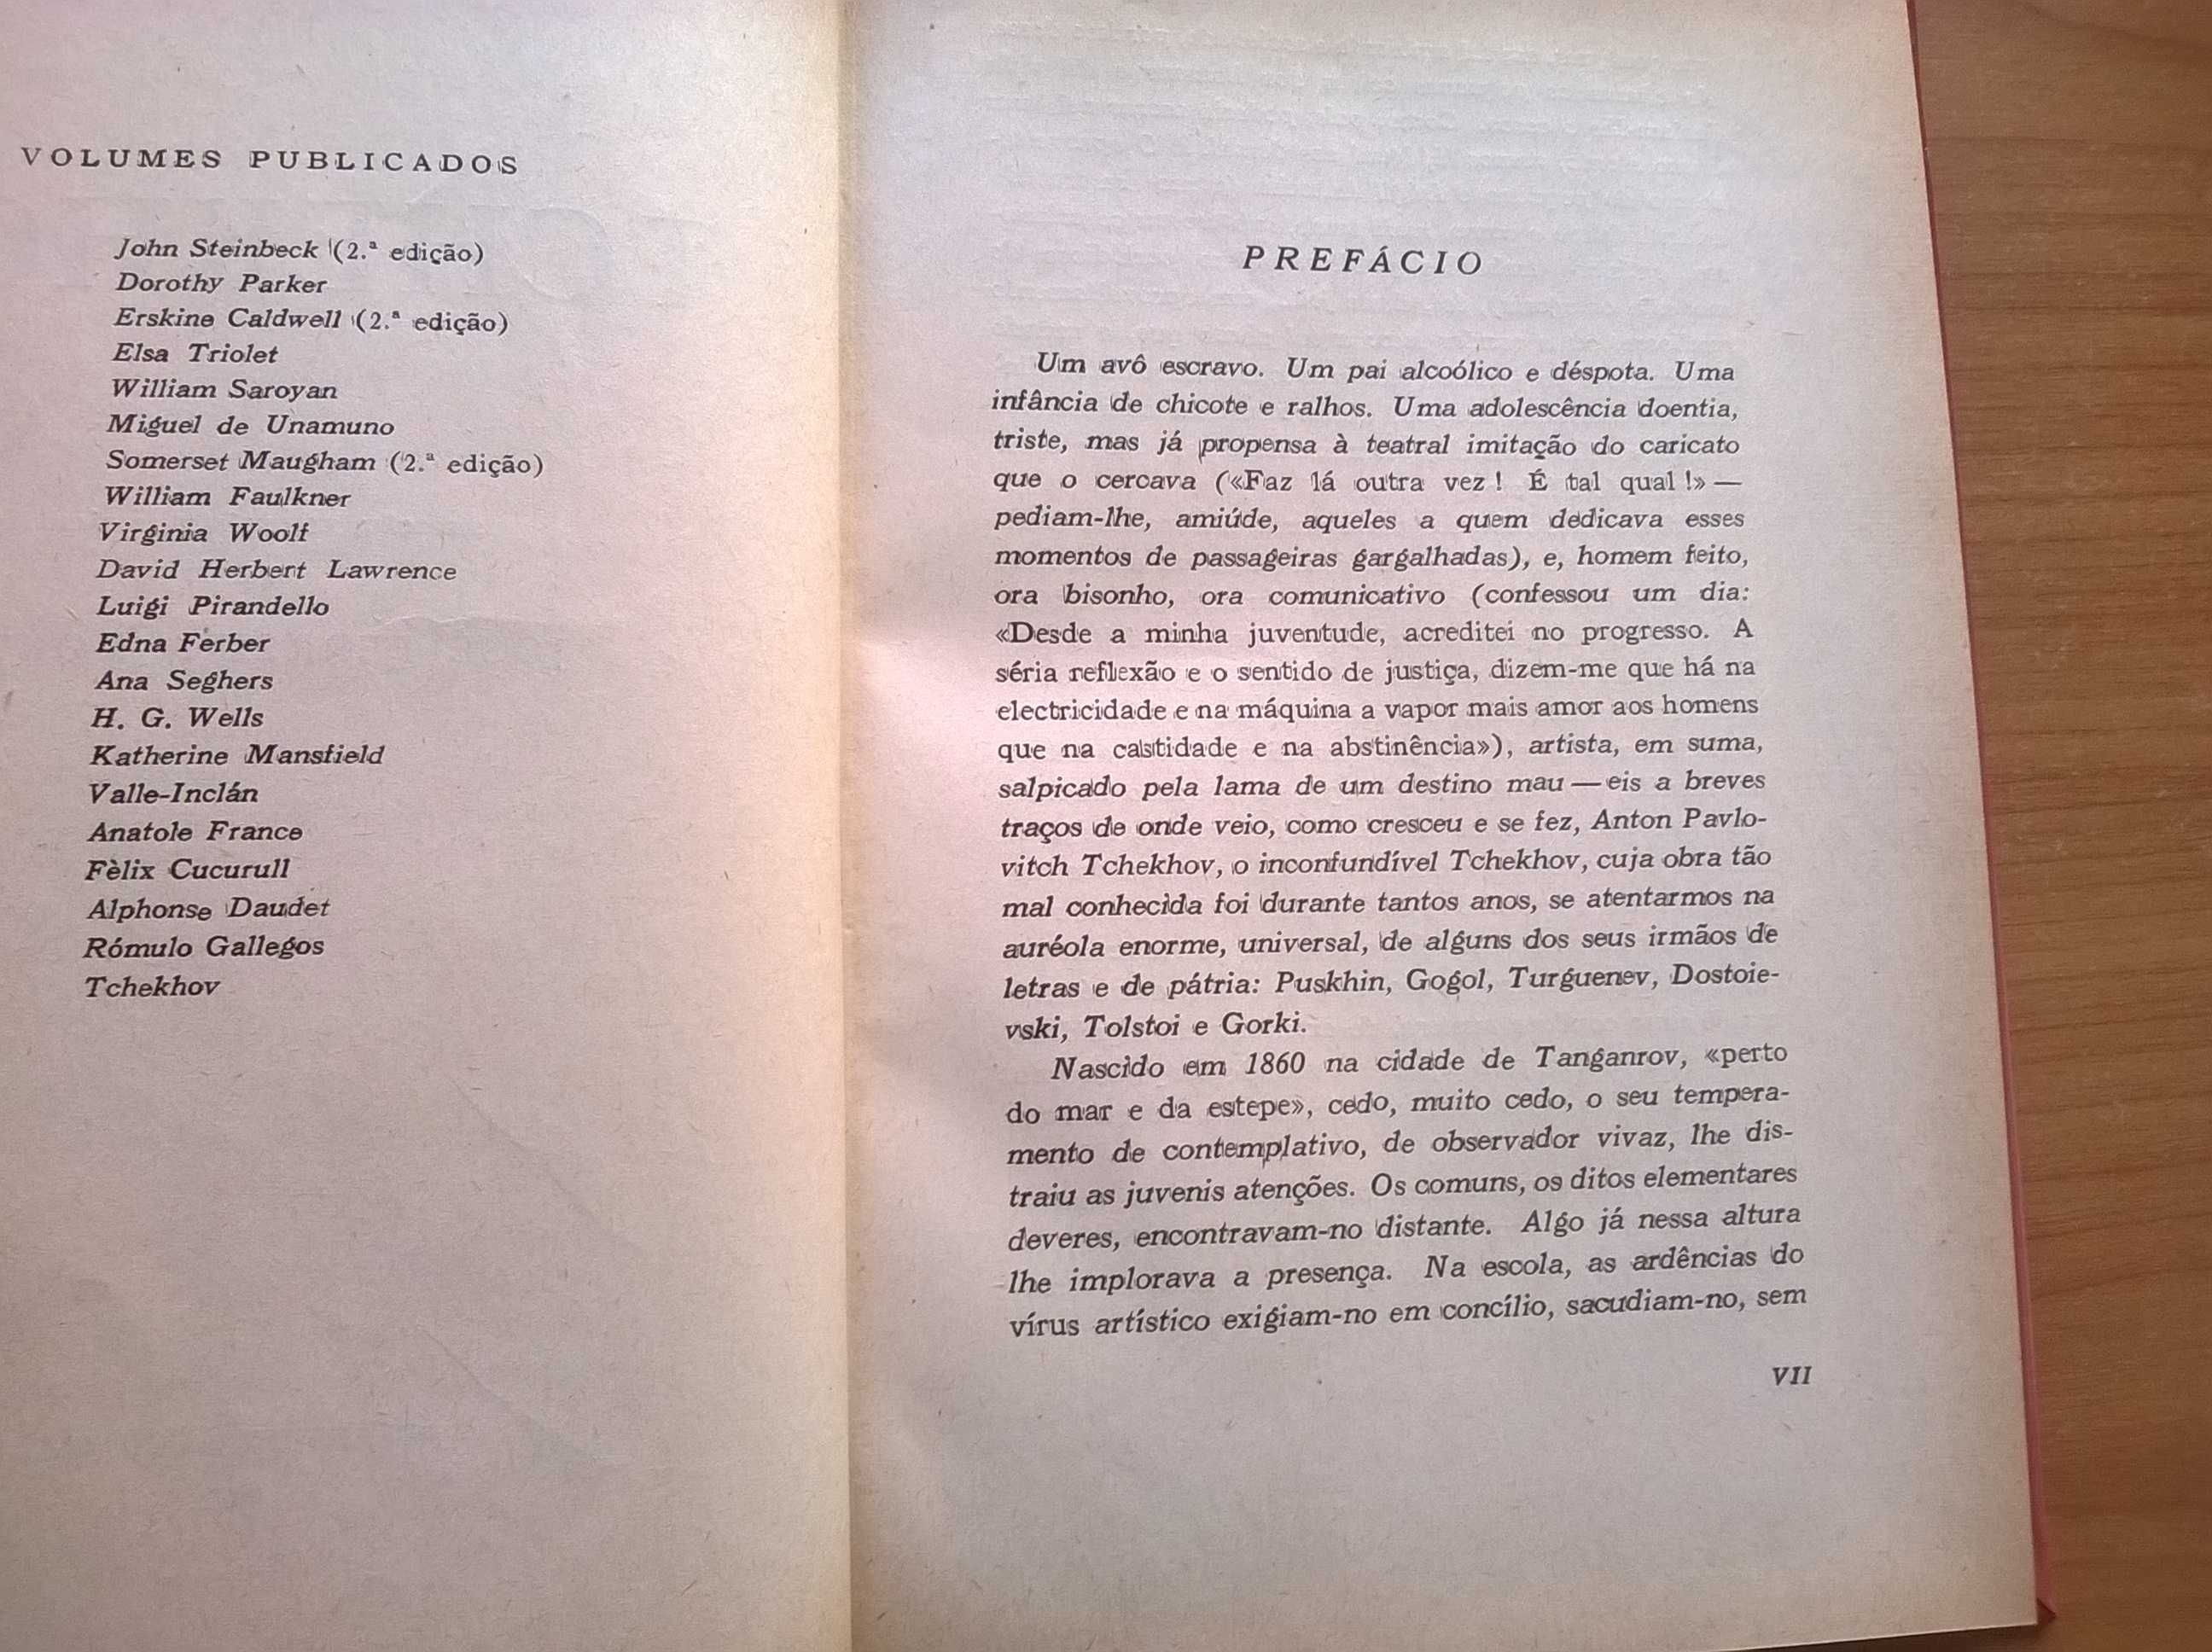 VOLUMES PUBLICADOS
John Steinbeck (2.ª edição)
Dorothy Parker
Erskine Caldwell (2.ª edição)
Elsa Triolet
William Saroyan
Miguel de Unamuno
Somerset Maugham (2.ª edição)
William Faulkner
Virginia Woolf
David Herbert Lawrence
Luigi Pirandello
Edna Ferber
Ana Seghers
H. G. Wells
Katherine Mansfield
Valle-Inclán
Anatole France
Fèlix Cucurull
Alphonse Daudet
Rómulo Gallegos
Tchekhov
PREFÁCIO
Um avô escravo. Um pai alcoólico e déspota. Uma
infância de chicote e ralhos. Uma adolescência doentia,
triste, mas já propensa à teatral imitação do caricato
que o cercava («Faz lá outra vez! É tal qual!» —
pediam-lhe, amiúde, aqueles a quem dedicava esses
momentos de passageiras gargalhadas), e, homem feito,
ora bisonho, ora comunicativo (confessou um dia:
«Desde a minha juventude, acreditei no progresso. A
séria reflexão e o sentido de justiça, dizem-me que há na
electricidade e na máquina a vapor mais amor aos homens
que na castidade e na abstinência»), artista, em suma,
salpicado pela lama de um destino mau — eis a breves
traços de onde veio, como cresceu e se fez, Anton Pavlo-
vitch Tchekhov, o inconfundível Tchekhov, cuja obra tão
mal conhecida foi durante tantos anos, se atentarmos na
auréola enorme, universal, de alguns dos seus irmãos de
letras e de pátria: Puskhin, Gogol, Turguenev, Dostoie-
vski, Tolstoi e Gorki.
Nascido em 1860 na cidade de Tanganrov, «perto
do mar e da estepe», cedo, muito cedo, o seu tempera-
mento de contemplativo, de observador vivaz, lhe dis-
traiu as juvenis atenções. Os comuns, os ditos elementares
deveres, encontravam-no distante. Algo já nessa altura
lhe implorava a presença. Na escola, as ardências do
vírus artístico exigiam-no em concílio, sacudiam-no, sem
VII